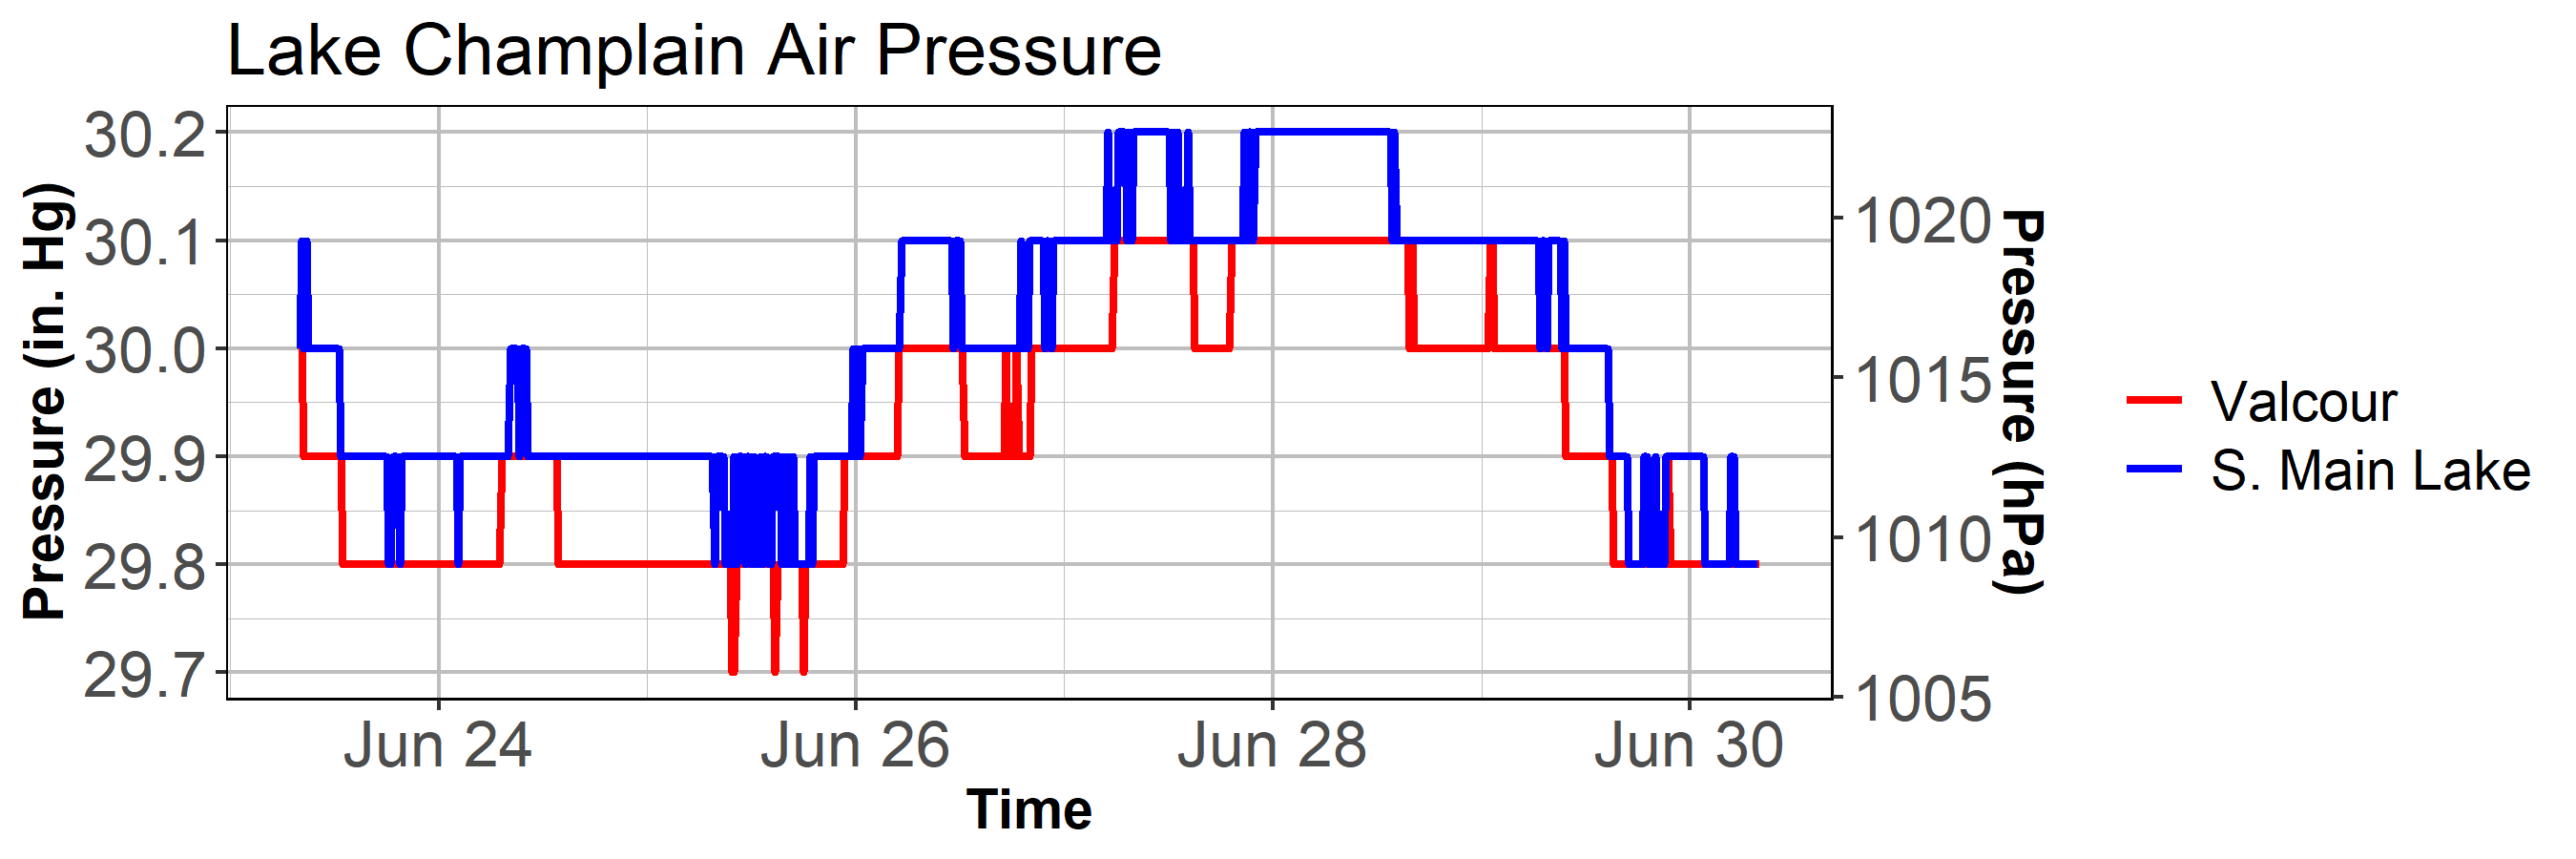 Lake Champlain Air Pressure
Pressure (in. Hg)
30.2
30.1
30.0
29.9
29.8
29.7
1020
1015
1010
1005
Pressure (hPa)
Jun 24 Jun 26 Jun 28 Jun 30
Time
Valcour
S. Main Lake